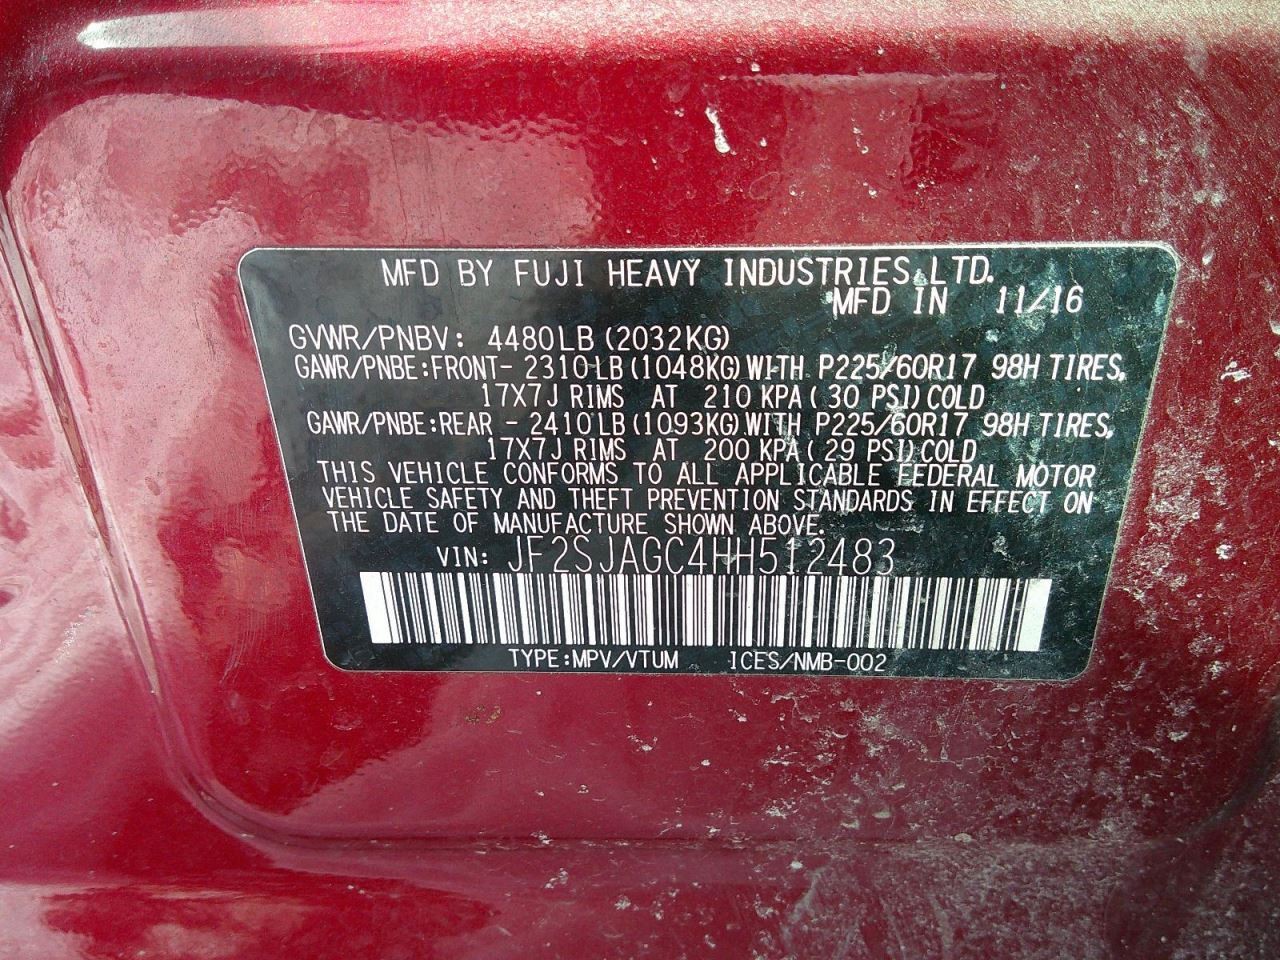 MFD BY FUJI HEAVY INDUSTRIES LTD.
MFD IN 11/16
GVWR/PNBV: 4480LB (2032KG)
GAWR/PNBE:FRONT- 2310 LB (1048KG) WITH P225/60R17 98H TIRES,
17X7J RIMS AT 210 KPA ( 30 PSI) COLD
GAWR/PNBE:REAR - 2410 LB (1093KG) WITH P225/60R17 98H TIRES,
17X7J RIMS AT 200 KPA ( 29 PSI) COLD
THIS VEHICLE CONFORMS TO ALL APPLICABLE FEDERAL MOTOR
VEHICLE SAFETY AND THEFT PREVENTION STANDARDS IN EFFECT ON
THE DATE OF MANUFACTURE SHOWN ABOVE.
VIN: JF2SJAGC4HH512483
TYPE:MPV/VTUM ICES/NMB-002